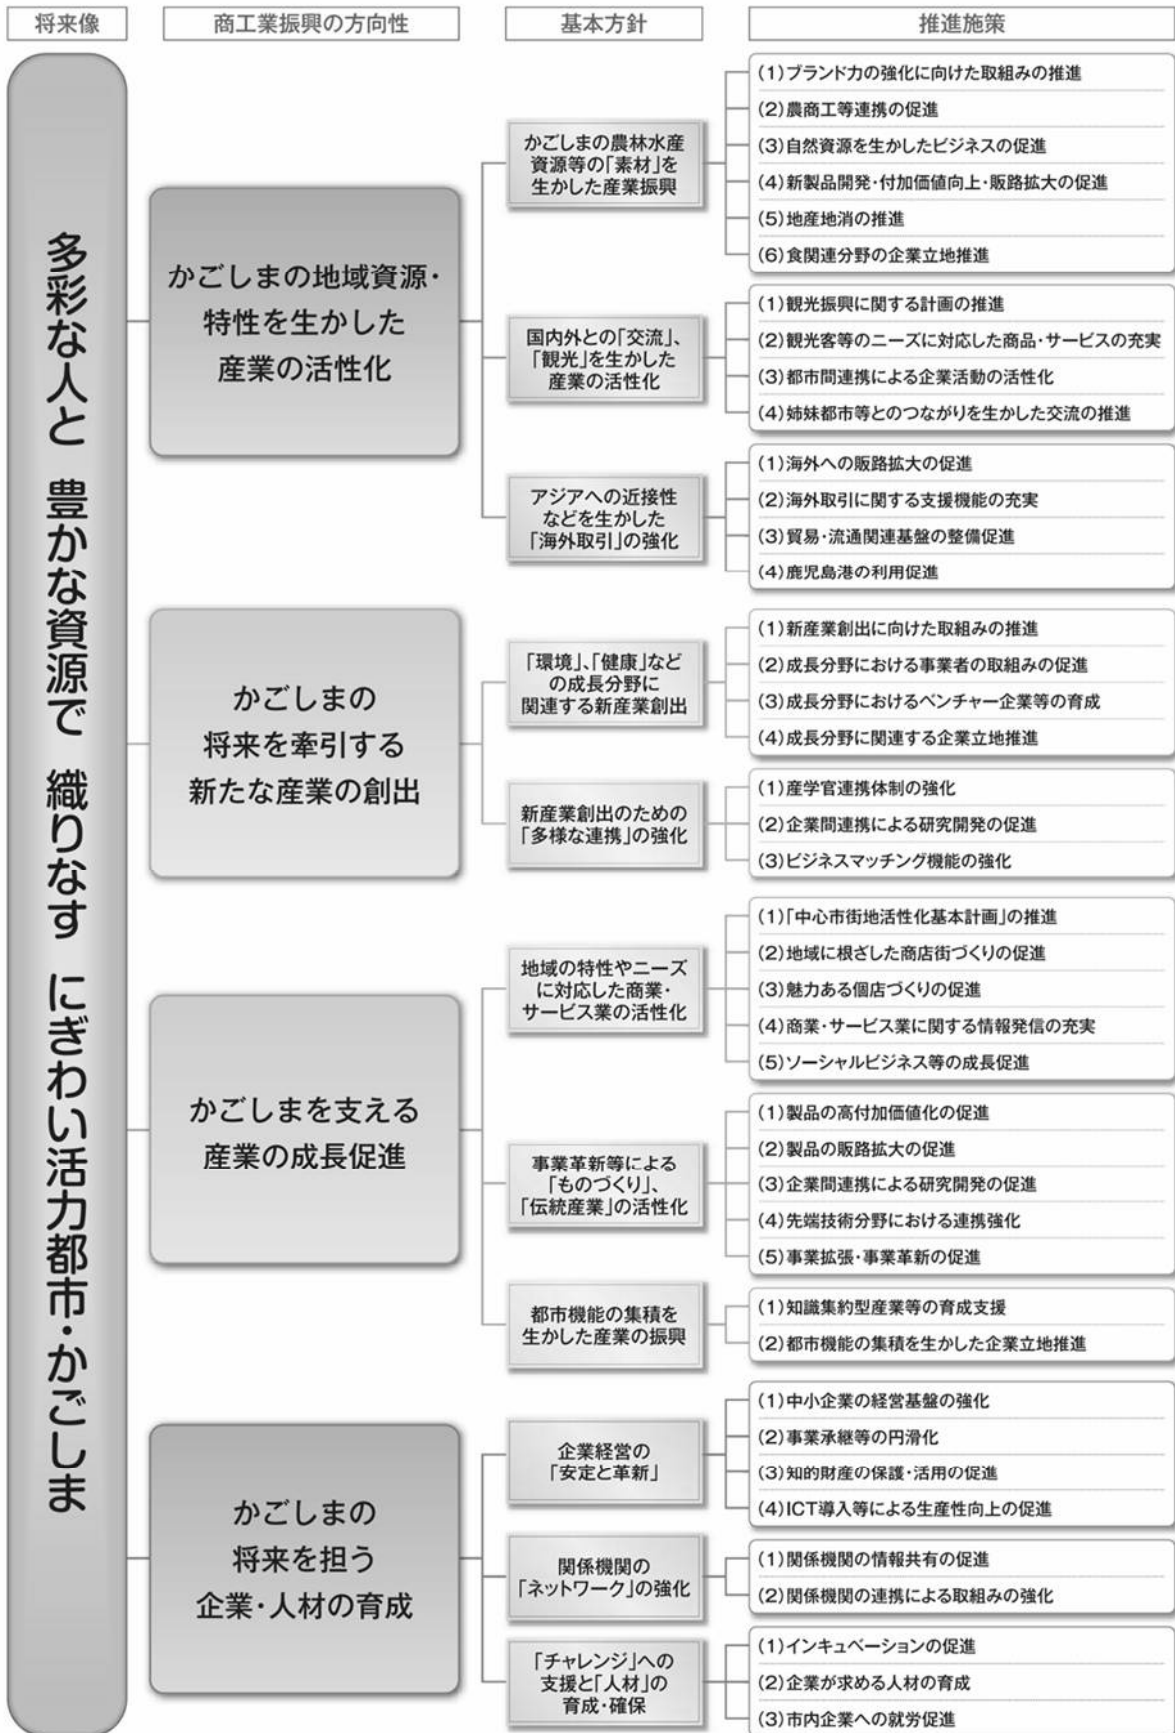 将来像
商工業振興の方向性
基本方針
推進施策
多彩な人と 豊かな資源で 織りなす にぎわい活力都市・かごしま
かごしまの地域資源・
特性を生かした
産業の活性化
かごしまの農林水産
資源等の「素材」を
生かした産業振興
(1)ブランド力の強化に向けた取組みの推進
(2)農商工等連携の促進
(3)自然資源を生かしたビジネスの促進
(4)新製品開発・付加価値向上・販路拡大の促進
(5)地産地消の推進
(6)食関連分野の企業立地推進
国内外との「交流」、
「観光」を生かした
産業の活性化
(1)観光振興に関する計画の推進
(2)観光客等のニーズに対応した商品・サービスの充実
(3)都市間連携による企業活動の活性化
(4)姉妹都市等とのつながりを生かした交流の推進
アジアへの近接性
などを生かした
「海外取引」の強化
(1)海外への販路拡大の促進
(2)海外取引に関する支援機能の充実
(3)貿易・流通関連基盤の整備促進
(4)鹿児島港の利用促進
かごしまの
将来を牽引する
新たな産業の創出
「環境」、「健康」など
の成長分野に
関連する新産業創出
(1)新産業創出に向けた取組みの推進
(2)成長分野における事業者の取組みの促進
(3)成長分野におけるベンチャー企業等の育成
(4)成長分野に関連する企業立地推進
新産業創出のための
「多様な連携」の強化
(1)産学官連携体制の強化
(2)企業間連携による研究開発の促進
(3)ビジネスマッチング機能の強化
かごしまを支える
産業の成長促進
地域の特性やニーズ
に対応した商業・
サービス業の活性化
(1)「中心市街地活性化基本計画」の推進
(2)地域に根ざした商店街づくりの促進
(3)魅力ある個店づくりの促進
(4)商業・サービス業に関する情報発信の充実
(5)ソーシャルビジネス等の成長促進
事業革新等による
「ものづくり」、
「伝統産業」の活性化
(1)製品の高付加価値化の促進
(2)製品の販路拡大の促進
(3)企業間連携による研究開発の促進
(4)先端技術分野における連携強化
(5)事業拡張・事業革新の促進
都市機能の集積を
生かした産業の振興
(1)知識集約型産業等の育成支援
(2)都市機能の集積を生かした企業立地推進
かごしまの
将来を担う
企業・人材の育成
企業経営の
「安定と革新」
(1)中小企業の経営基盤の強化
(2)事業承継等の円滑化
(3)知的財産の保護・活用の促進
(4)ICT導入等による生産性向上の促進
関係機関の
「ネットワーク」の強化
(1)関係機関の情報共有の促進
(2)関係機関の連携による取組みの強化
「チャレンジ」への
支援と「人材」の
育成・確保
(1)インキュベーションの促進
(2)企業が求める人材の育成
(3)市内企業への就労促進